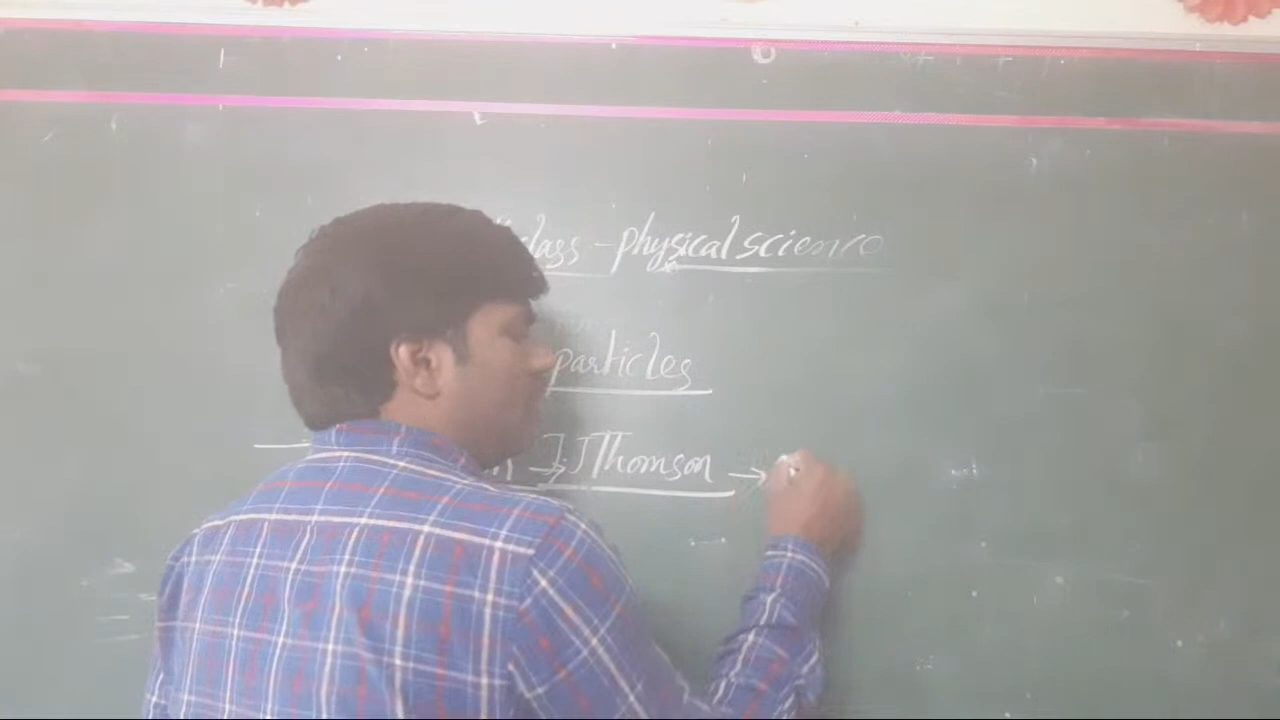 class - physical science
particles
→ J.J Thomson →